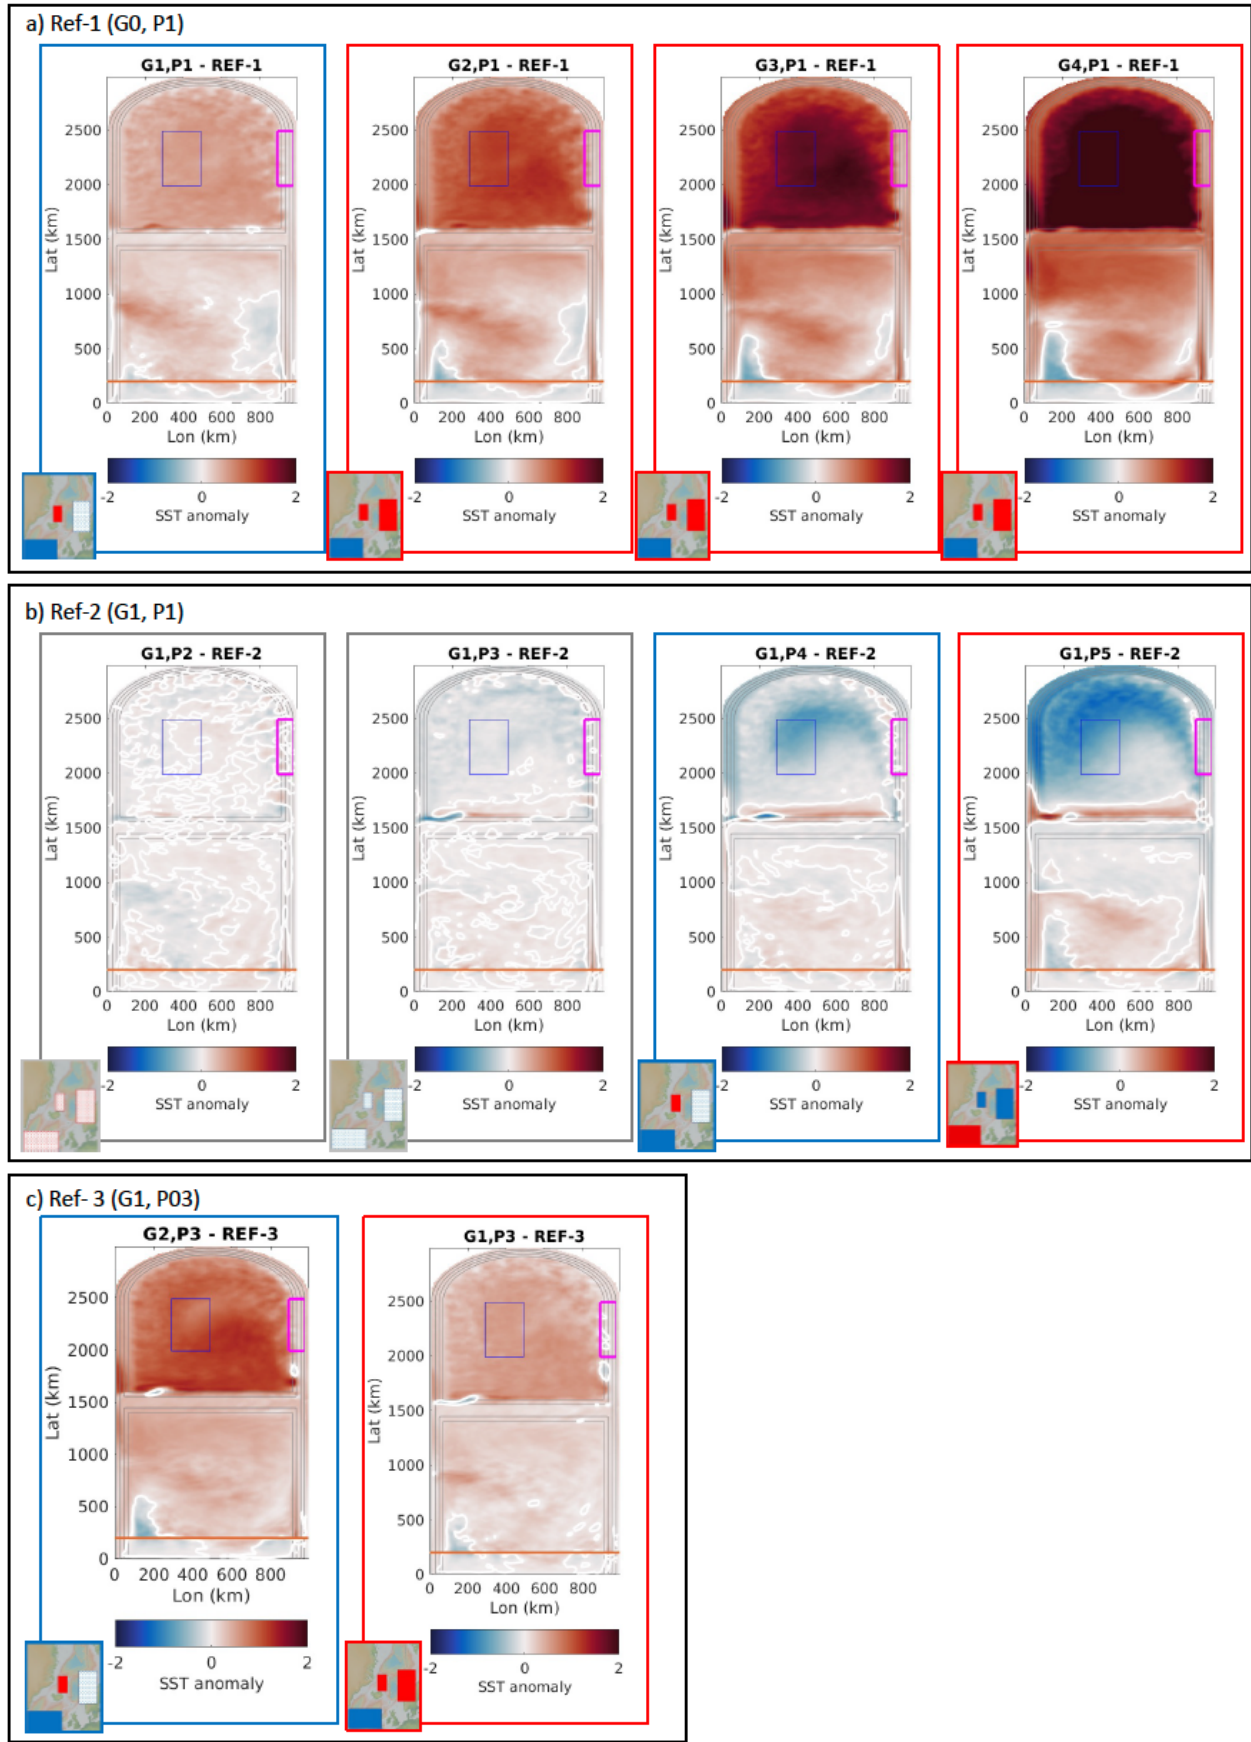 a) Ref-1 (G0, P1)
G1,P1 - REF-1
G2,P1 - REF-1
G3,P1 - REF-1
G4,P1 - REF-1
2500
2000
1500
1000
500
0
Lat (km)
0 200 400 600 800
Lon (km)
-2 0 2
SST anomaly
2500
2000
1500
1000
500
0
Lat (km)
0 200 400 600 800
Lon (km)
-2 0 2
SST anomaly
2500
2000
1500
1000
500
0
Lat (km)
0 200 400 600 800
Lon (km)
-2 0 2
SST anomaly
2500
2000
1500
1000
500
0
Lat (km)
0 200 400 600 800
Lon (km)
-2 0 2
SST anomaly
b) Ref-2 (G1, P1)
G1,P2 - REF-2
G1,P3 - REF-2
G1,P4 - REF-2
G1,P5 - REF-2
2500
2000
1500
1000
500
0
Lat (km)
0 200 400 600 800
Lon (km)
-2 0 2
SST anomaly
2500
2000
1500
1000
500
0
Lat (km)
0 200 400 600 800
Lon (km)
-2 0 2
SST anomaly
2500
2000
1500
1000
500
0
Lat (km)
0 200 400 600 800
Lon (km)
-2 0 2
SST anomaly
2500
2000
1500
1000
500
0
Lat (km)
0 200 400 600 800
Lon (km)
-2 0 2
SST anomaly
c) Ref- 3 (G1, P03)
G2,P3 - REF-3
G1,P3 - REF-3
2500
2000
1500
1000
500
0
Lat (km)
0 200 400 600 800
Lon (km)
-2 0 2
SST anomaly
2500
2000
1500
1000
500
0
Lat (km)
0 200 400 600 800
Lon (km)
-2 0 2
SST anomaly